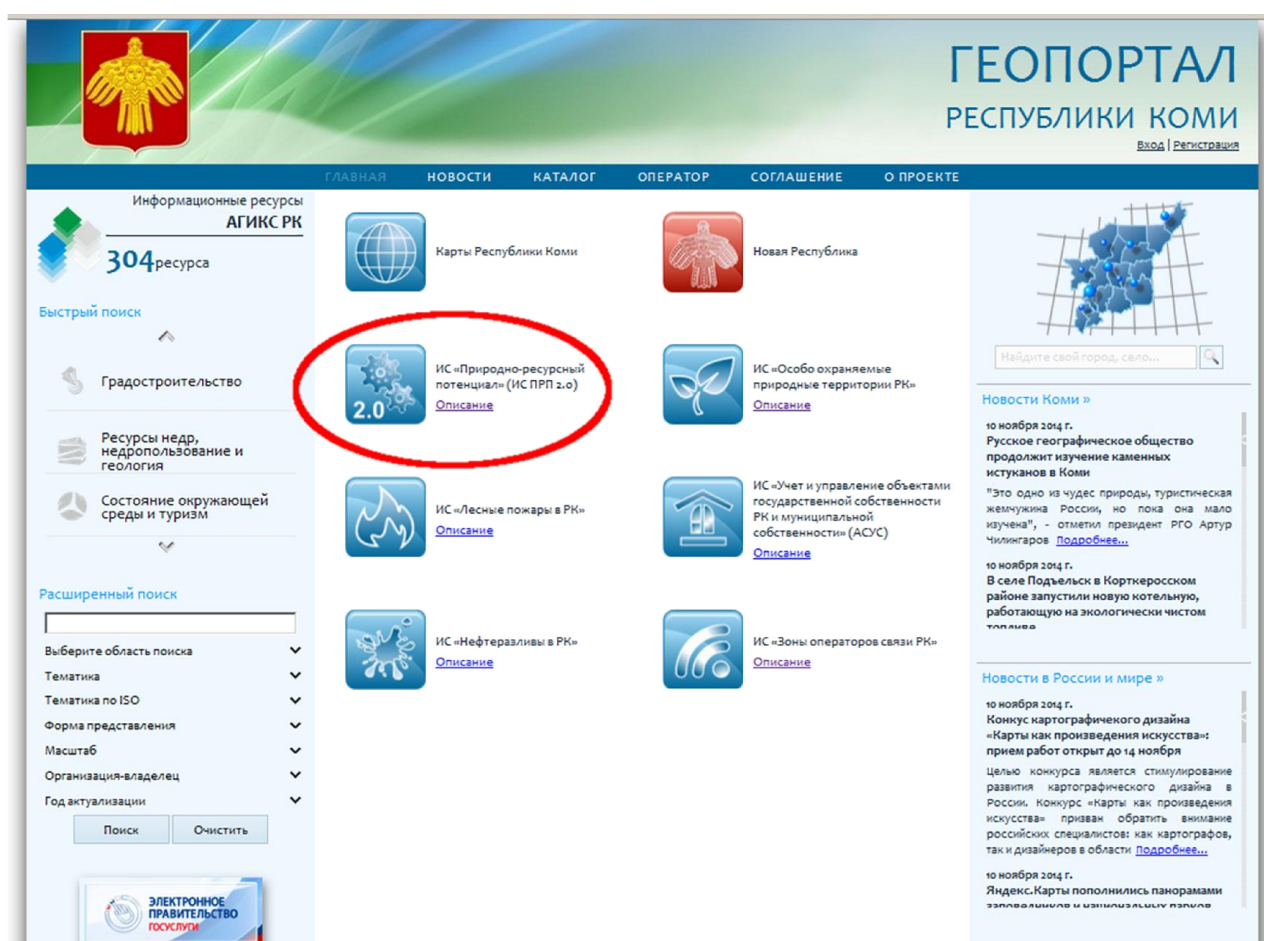 ГЕОПОРТАЛ
РЕСПУБЛИКИ КОМИ
Вход | Регистрация
ГЛАВНАЯ НОВОСТИ КАТАЛОГ ОПЕРАТОР СОГЛАШЕНИЕ О ПРОЕКТЕ
Информационные ресурсы
АГИКС РК
304 ресурса
Быстрый поиск
Градостроительство
Ресурсы недр,
недропользование и
геология
Состояние окружающей
среды и туризм
Расширенный поиск
Выберите область поиска
Тематика
Тематика по ISO
Форма представления
Масштаб
Организация-владелец
Год актуализации
Поиск Очистить
ЭЛЕКТРОННОЕ
ПРАВИТЕЛЬСТВО
ГОСУСЛУГИ
Карты Республики Коми
Новая Республика
2.0
ИС «Природно-ресурсный
потенциал» (ИС ПРП 2.0)
Описание
ИС «Особо охраняемые
природные территории РК»
Описание
ИС «Лесные пожары в РК»
Описание
ИС «Учет и управление объектами
государственной собственности
РК и муниципальной
собственности» (АСУС)
Описание
ИС «Нефтеразливы в РК»
Описание
ИС «Зоны операторов связи РК»
Описание
Найдите свой город, село...
Новости Коми »
10 ноября 2014 г.
Русское географическое общество
продолжит изучение каменных
истуканов в Коми
"Это одно из чудес природы, туристическая
жемчужина России, но пока она мало
изучена", - отметил президент РГО Артур
Чилингаров Подробнее...
10 ноября 2014 г.
В селе Подъельск в Корткеросском
районе запустили новую котельную,
работающую на экологически чистом
топливе
Новости в России и мире »
10 ноября 2014 г.
Конкус картографичекого дизайна
«Карты как произведения искусства»:
прием работ открыт до 14 ноября
Целью конкурса является стимулирование
развития картографического дизайна в
России. Конкурс «Карты как произведения
искусства» призван обратить внимание
российских специалистов: как картографов,
так и дизайнеров в области Подробнее...
10 ноября 2014 г.
Яндекс.Карты пополнились панорамами
заповедников и национальных парков